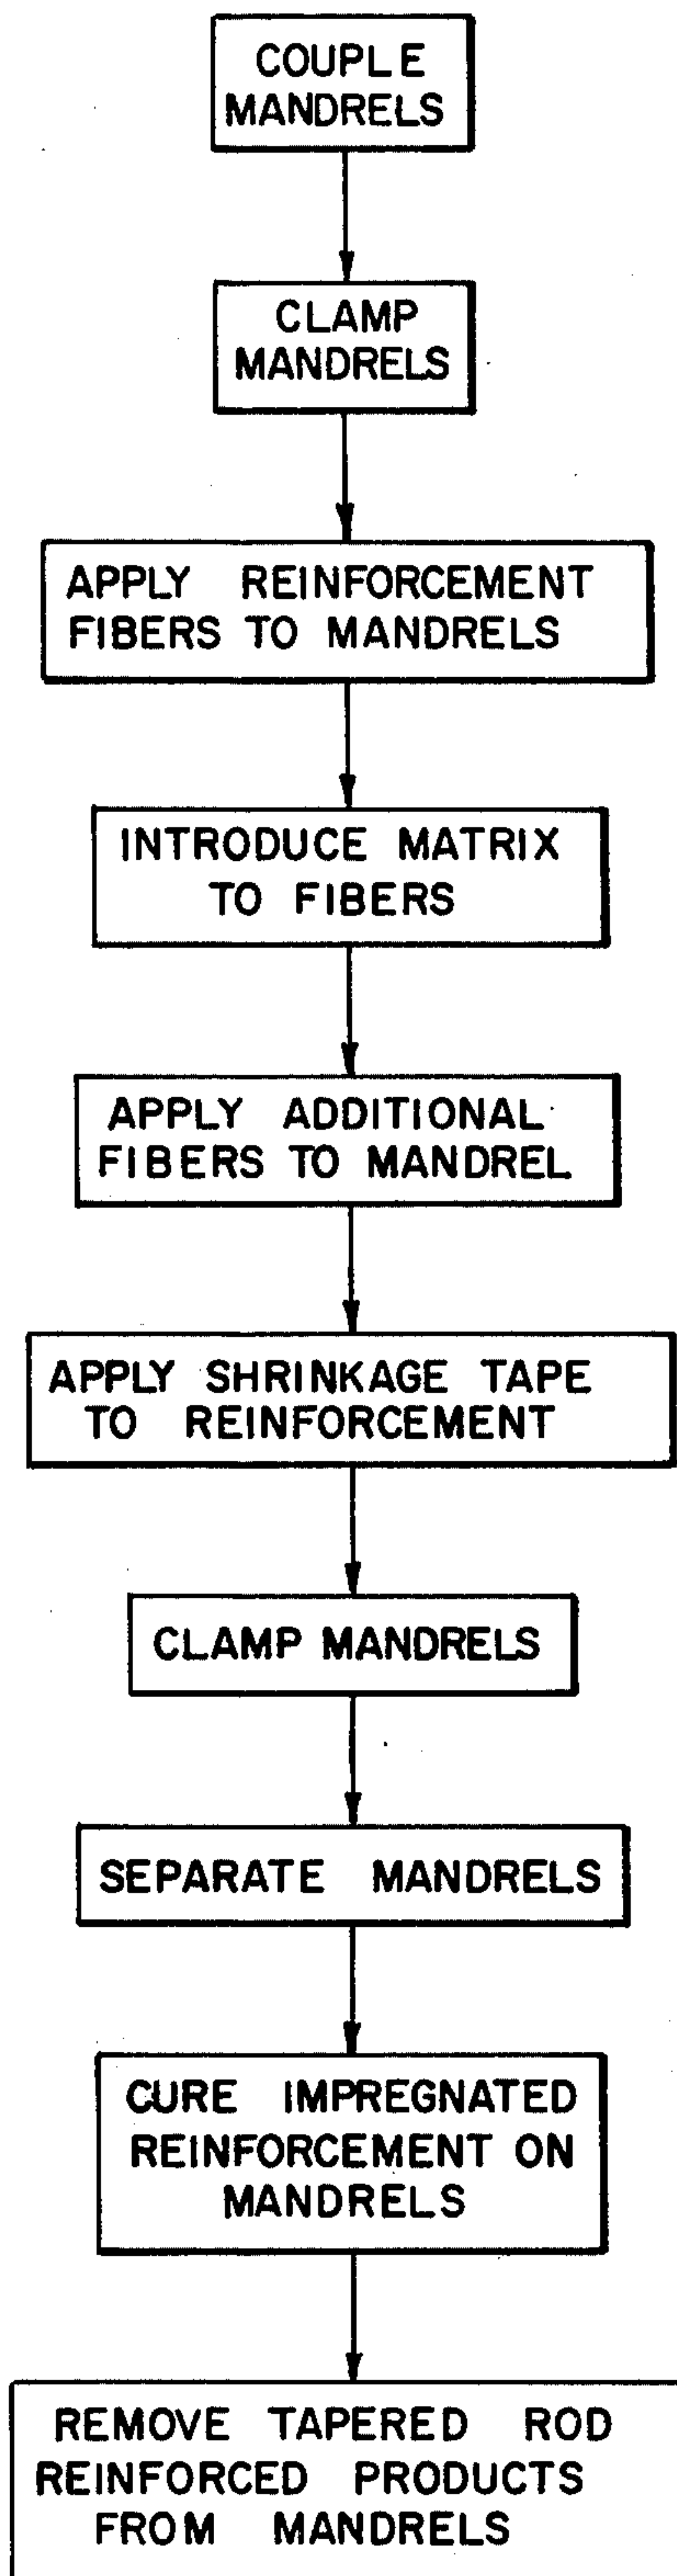 COUPLE
MANDRELS
CLAMP
MANDRELS
APPLY REINFORCEMENT
FIBERS TO MANDRELS
INTRODUCE MATRIX
TO FIBERS
APPLY ADDITIONAL
FIBERS TO MANDREL
APPLY SHRINKAGE TAPE
TO REINFORCEMENT
CLAMP MANDRELS
SEPARATE MANDRELS
CURE IMPREGNATED
REINFORCEMENT ON
MANDRELS
REMOVE TAPERED ROD
REINFORCED PRODUCTS
FROM MANDRELS